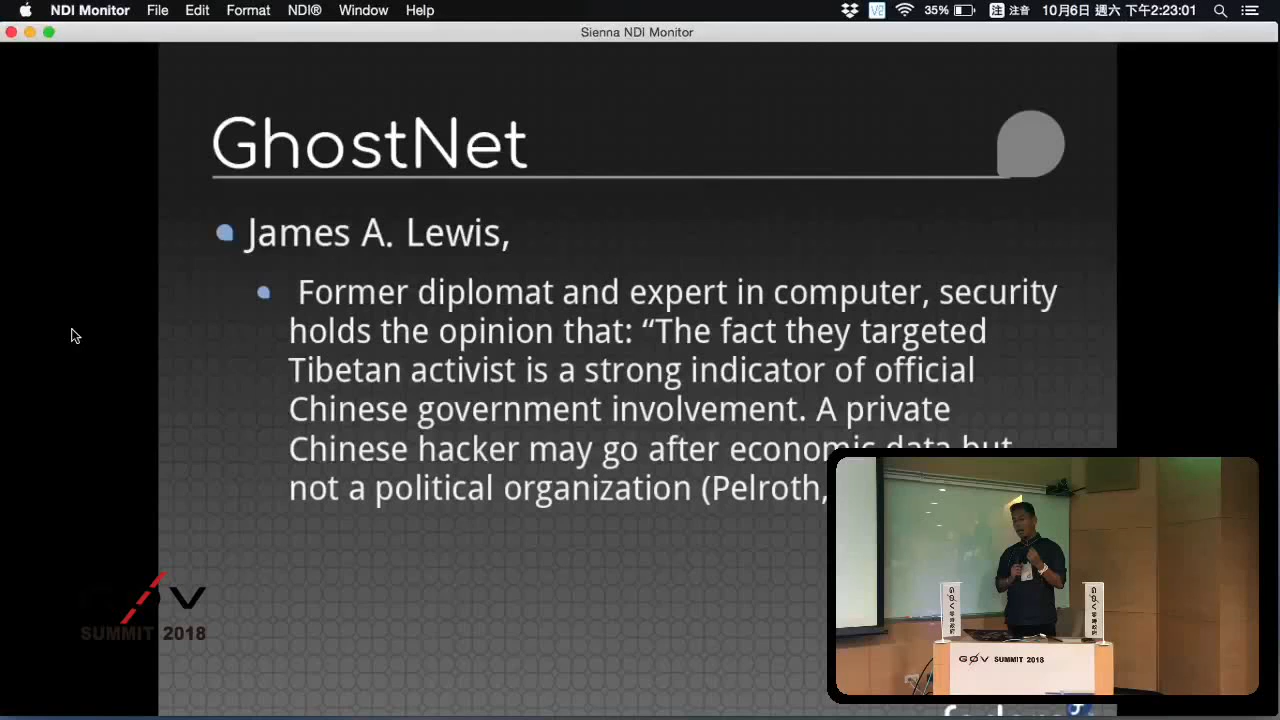 NDI Monitor File Edit Format NDI® Window Help 35% 注 注音 10月6日 週六 下午2:23:01
Sienna NDI Monitor
GhostNet
James A. Lewis,
Former diplomat and expert in computer, security
holds the opinion that: “The fact they targeted
Tibetan activist is a strong indicator of official
Chinese government involvement. A private
Chinese hacker may go after economic data but
not a political organization (Pelroth,
GØV
SUMMIT 2018
GØV SUMMIT 2018